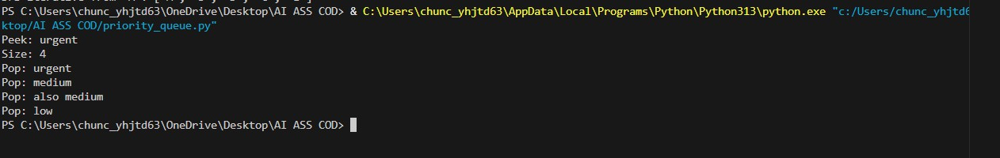 PS C:\Users\chunc_yhjtd63\OneDrive\Desktop\AI ASS COD> & C:\Users\chunc_yhjtd63\AppData\Local\Programs\Python\Python313\python.exe "c:/Users/chunc_yhjtd6
ktop/AI ASS COD/priority_queue.py"
Peek: urgent
Size: 4
Pop: urgent
Pop: medium
Pop: also medium
Pop: low
PS C:\Users\chunc_yhjtd63\OneDrive\Desktop\AI ASS COD>